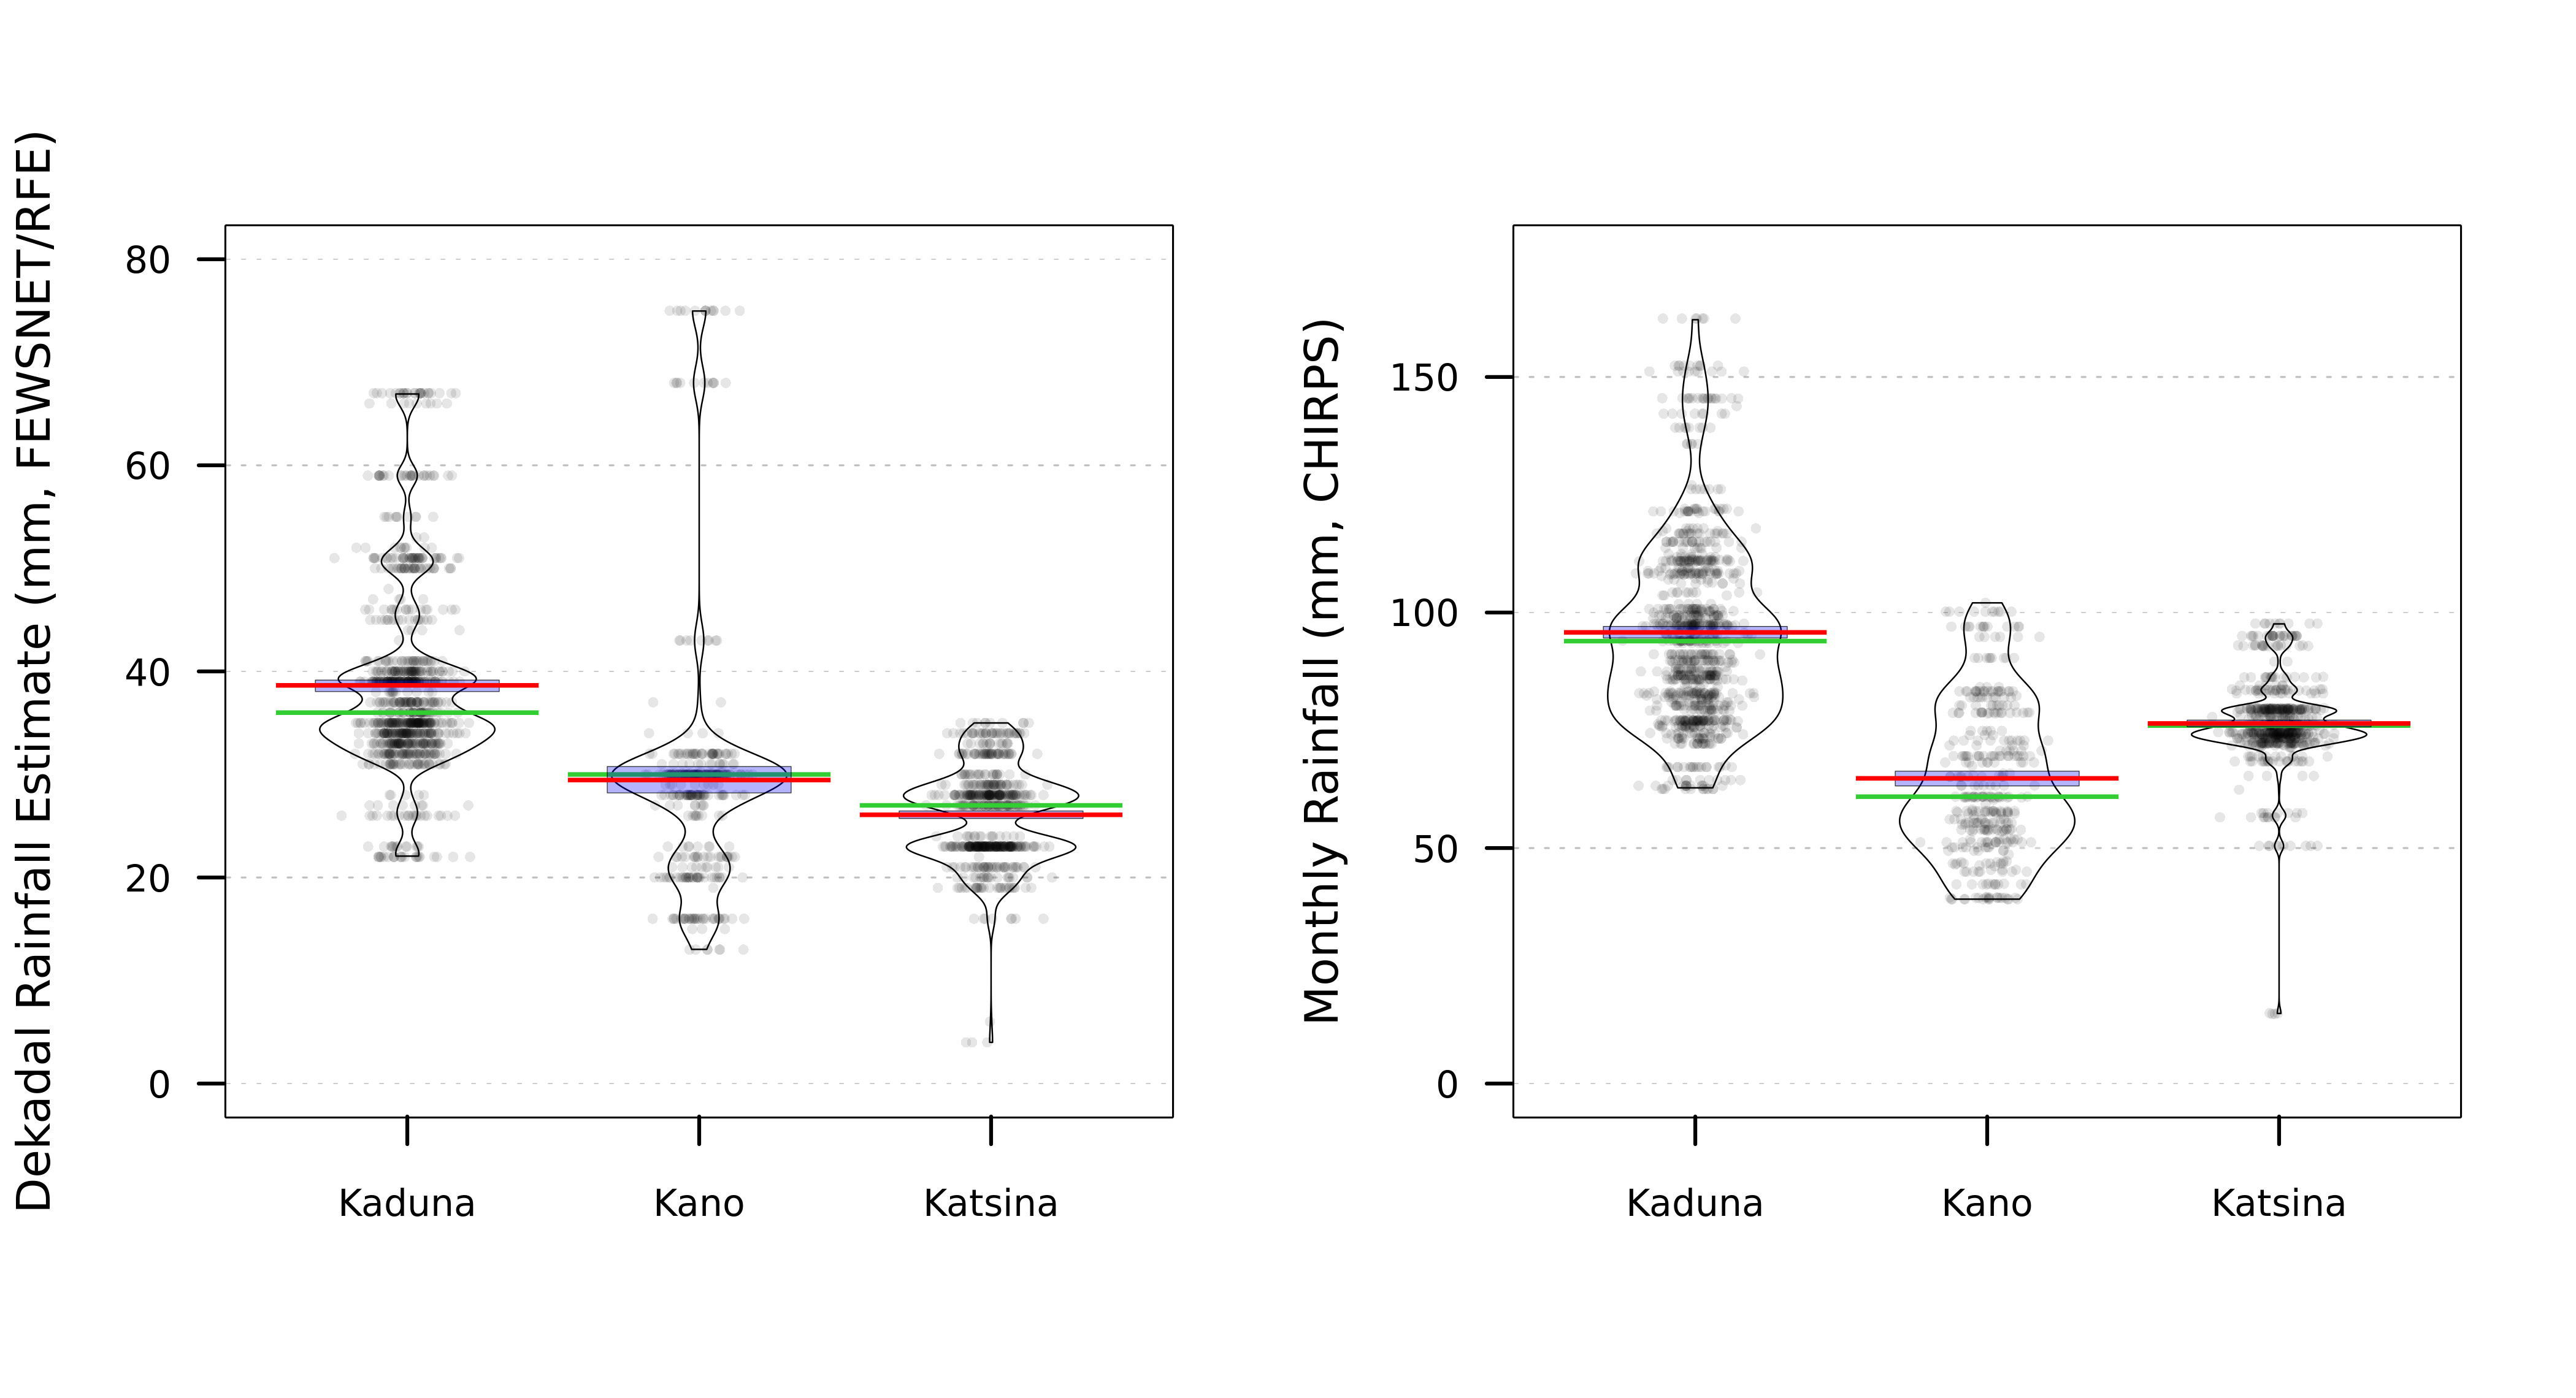 Dekadal Rainfall Estimate (mm, FEWSNET/RFE)
80
60
40
20
0
Kaduna
Kano
Katsina
Monthly Rainfall (mm, CHIRPS)
150
100
50
0
Kaduna
Kano
Katsina